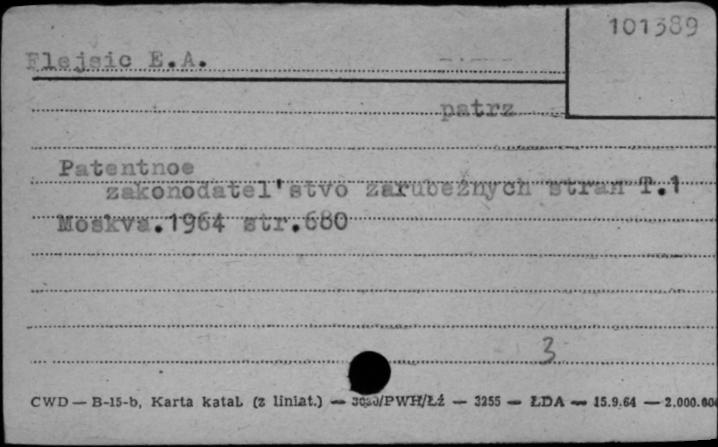 101389
Flejsic E.A.
patrz
Patentnoe
zakonodatel'stvo zarubežnych stran T.1
Moskva.1964 str.680
3
CWD — B-15-b, Karta katal. (z liniat.) — /PWH/Łź — 3255 — ŁDA — 15.9.64 — 2.000.000